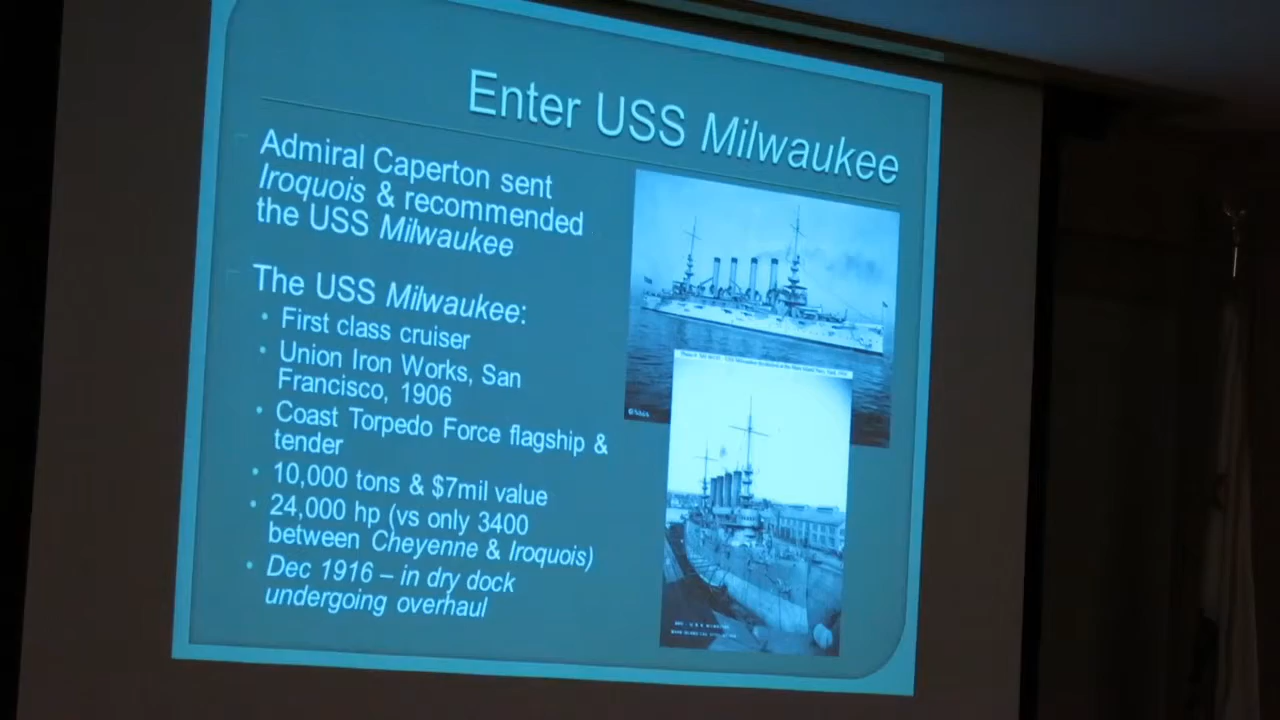 Enter USS Milwaukee
Admiral Caperton sent
Iroquois & recommended
the USS Milwaukee
The USS Milwaukee:
• First class cruiser
• Union Iron Works, San
Francisco, 1906
• Coast Torpedo Force flagship &
tender
• 10,000 tons & $7mil value
• 24,000 hp (vs only 3400
between Cheyenne & Iroquois)
• Dec 1916 – in dry dock
undergoing overhaul